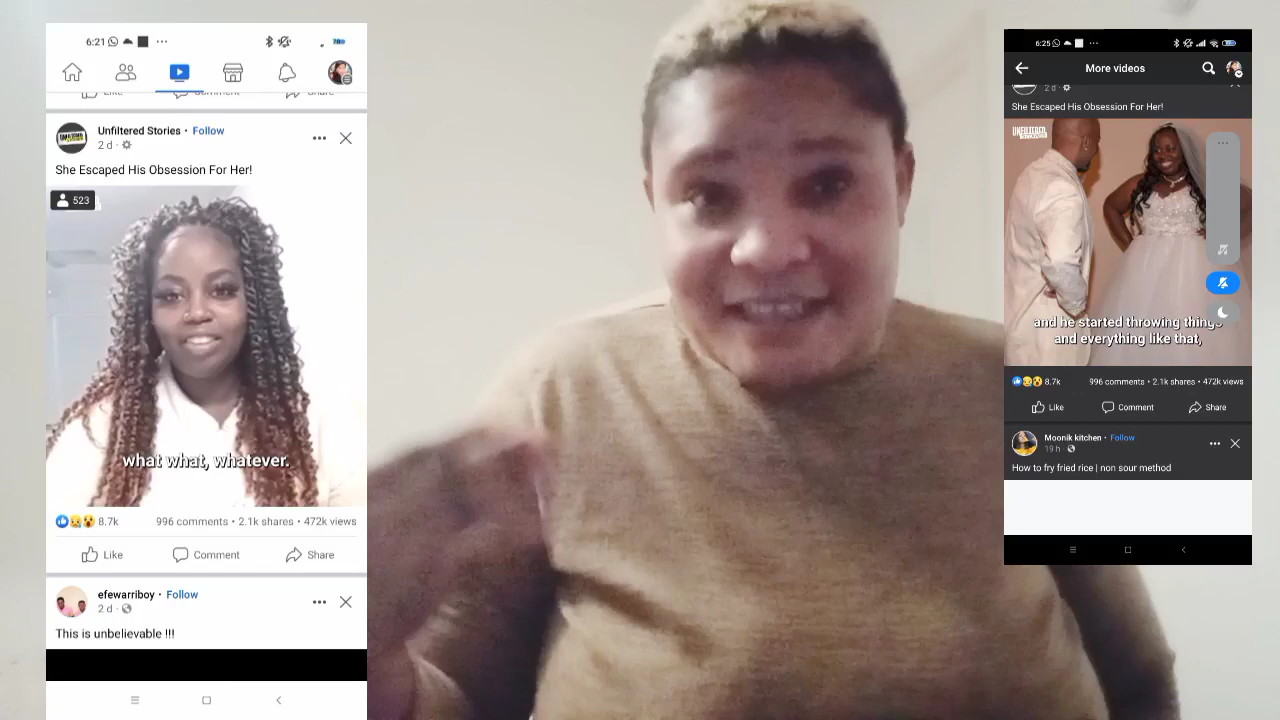 6:21
78
Like
Comment
Share
Unfiltered Stories · Follow
2 d ·
She Escaped His Obsession For Her!
523
what what, whatever.
8.7k
996 comments • 2.1k shares • 472k views
Like
Comment
Share
efewarriboy · Follow
2 d ·
This is unbelievable !!!
6:25
More videos
2 d ·
She Escaped His Obsession For Her!
UNFILTERED
and he started throwing things
and everything like that,
8.7k
996 comments • 2.1k shares • 472k views
Like
Comment
Share
Moonik kitchen · Follow
19 h ·
How to fry fried rice | non sour method